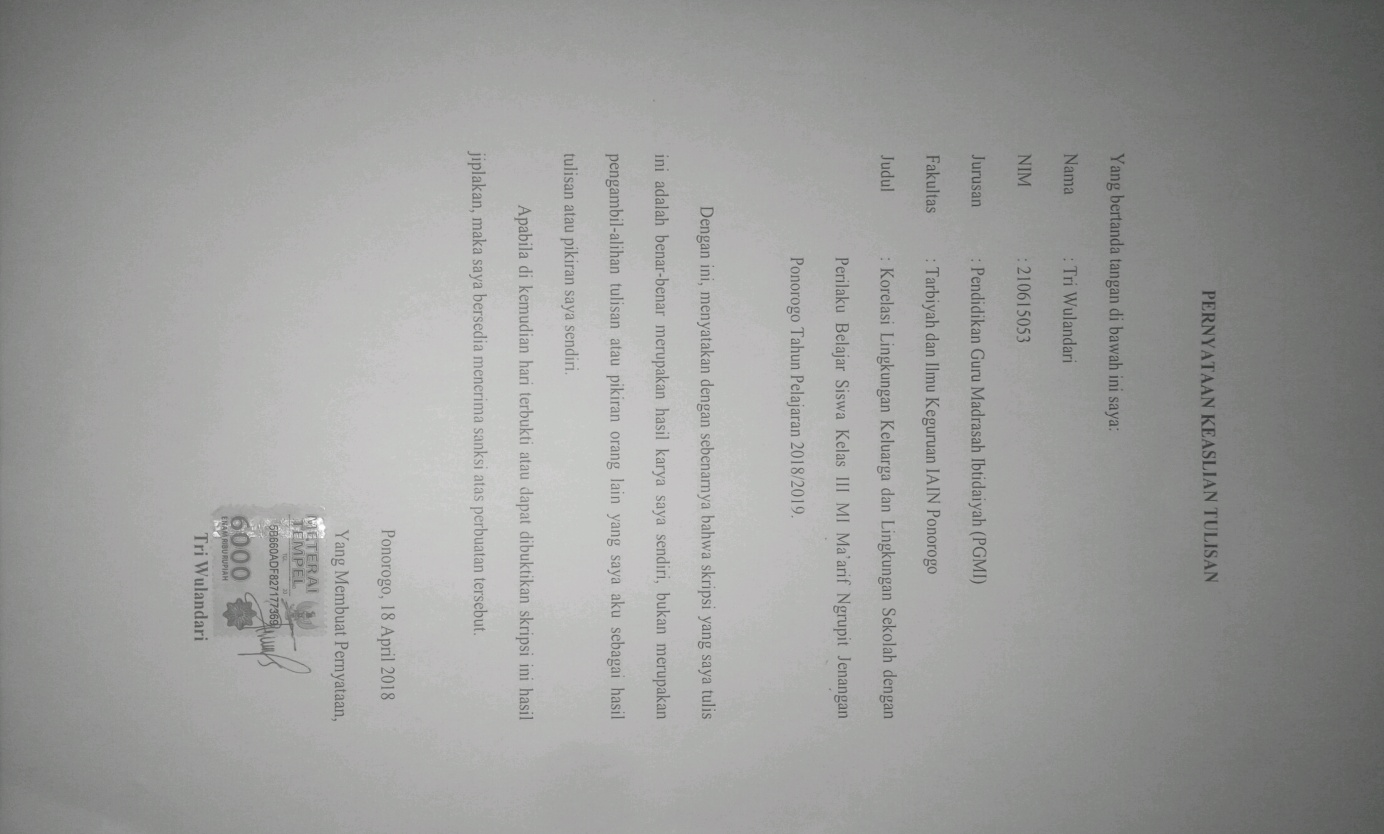 PERNYATAAN KEASLIAN TULISAN
Yang bertanda tangan di bawah ini saya:
Nama : Tri Wulandari
NIM : 210615053
Jurusan : Pendidikan Guru Madrasah Ibtidaiyah (PGMI)
Fakultas : Tarbiyah dan Ilmu Keguruan IAIN Ponorogo
Judul : Korelasi Lingkungan Keluarga dan Lingkungan Sekolah dengan
Perilaku Belajar Siswa Kelas III MI Ma'arif Ngrupit Jenangan
Ponorogo Tahun Pelajaran 2018/2019.
Dengan ini, menyatakan dengan sebenarnya bahwa skripsi yang saya tulis
ini adalah benar-benar merupakan hasil karya saya sendiri, bukan merupakan
pengambil-alihan tulisan atau pikiran orang lain yang saya aku sebagai hasil
tulisan atau pikiran saya sendiri.
Apabila di kemudian hari terbukti atau dapat dibuktikan skripsi ini hasil
jiplakan, maka saya bersedia menerima sanksi atas perbuatan tersebut.
Ponorogo, 18 April 2018
Yang Membuat Pernyataan,
METERAI
TEMPEL
6000
ENAM RIBU RUPIAH
Tri Wulandari